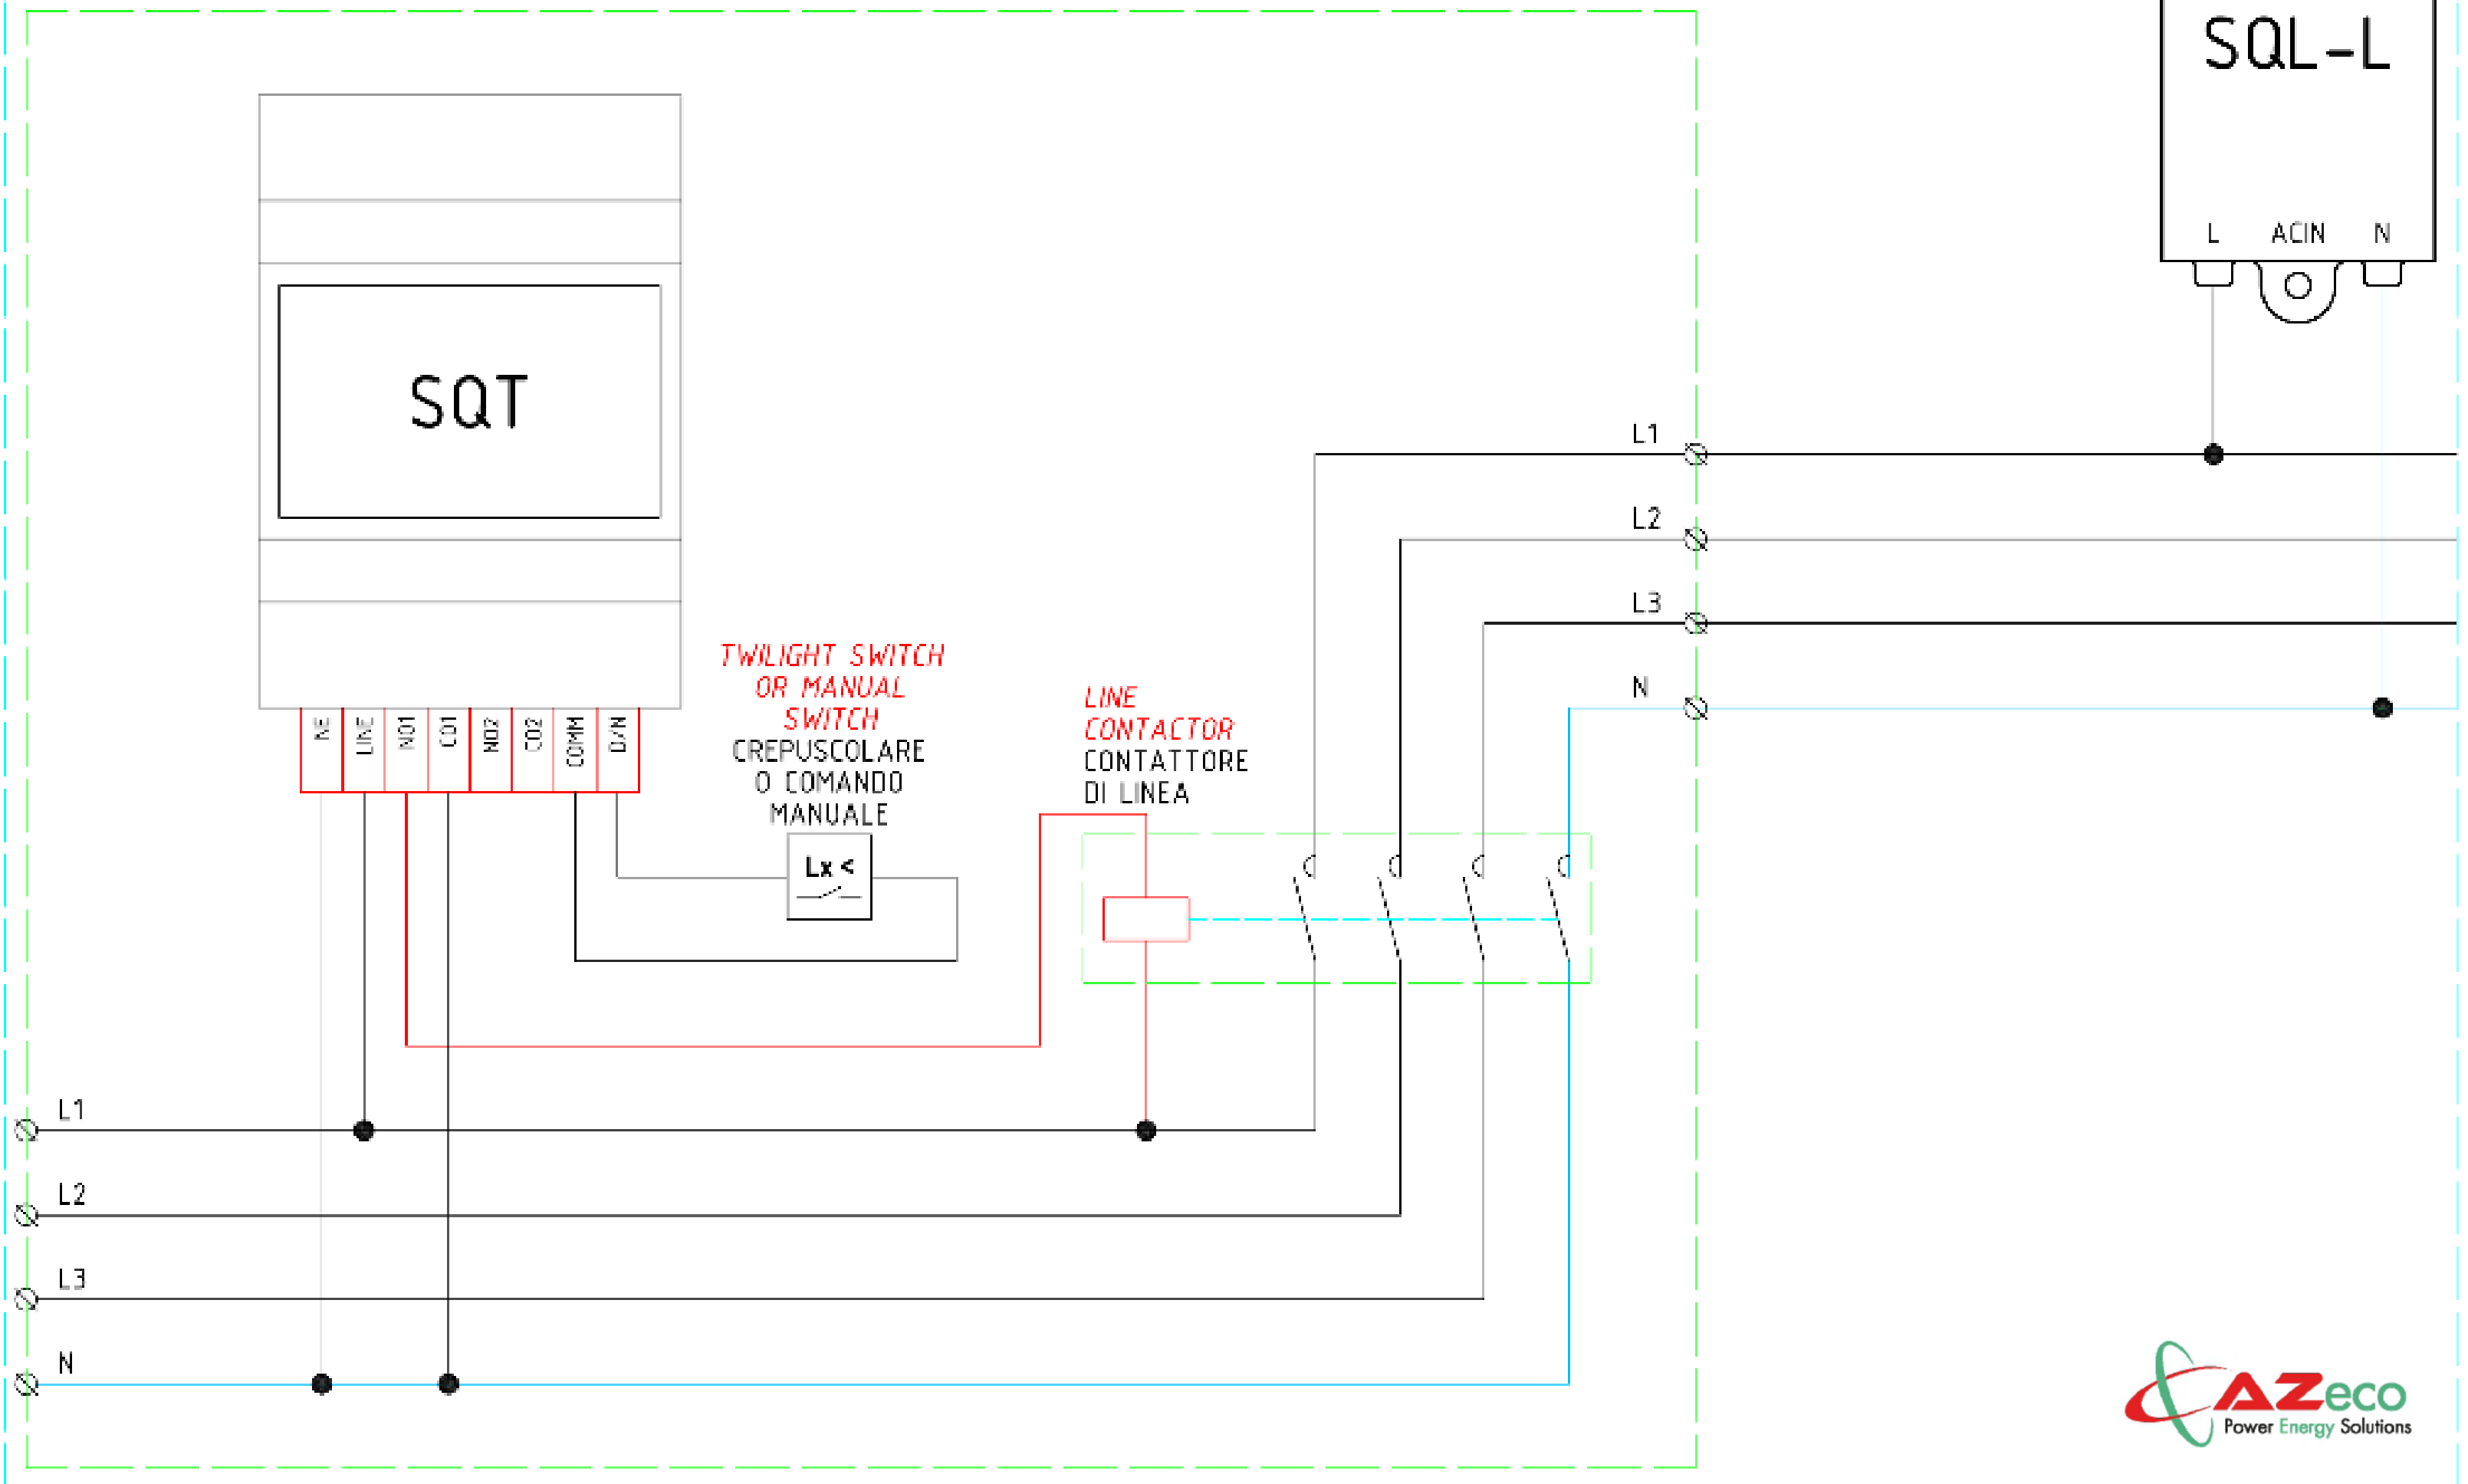 SQL-L
L ACIN N
SQT
L1
L2
L3
N
TWILIGHT SWITCH
OR MANUAL
SWITCH
CREPUSCOLARE
O COMANDO
MANUALE
LINE
CONTACTOR
CONTATTORE
DI LINEA
NE LINE NO1 CO1 NO2 CO2 COMM D/N
Lx <
L1
L2
L3
N
AZeco
Power Energy Solutions